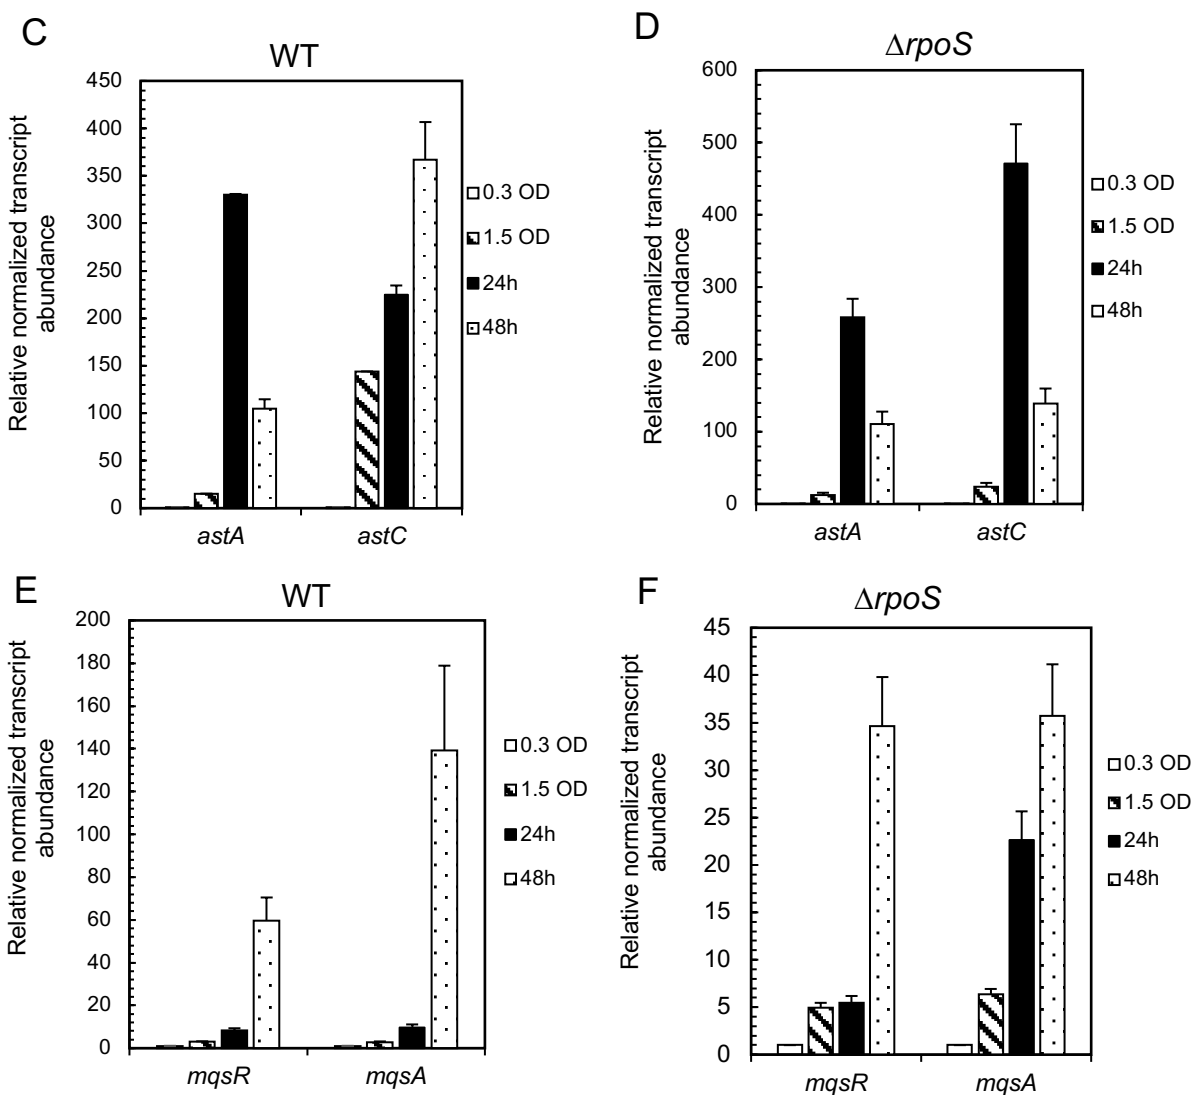 C
WT
Relative normalized transcript
abundance
450
400
350
300
250
200
150
100
50
0
astA
astC
0.3 OD
1.5 OD
24h
48h
D
ΔrpoS
Relative normalized transcript
abundance
600
500
400
300
200
100
0
astA
astC
0.3 OD
1.5 OD
24h
48h
E
WT
Relative normalized transcript
abundance
200
180
160
140
120
100
80
60
40
20
0
mqsR
mqsA
0.3 OD
1.5 OD
24h
48h
F
ΔrpoS
Relative normalized transcript
abundance
45
40
35
30
25
20
15
10
5
0
mqsR
mqsA
0.3 OD
1.5 OD
24h
48h